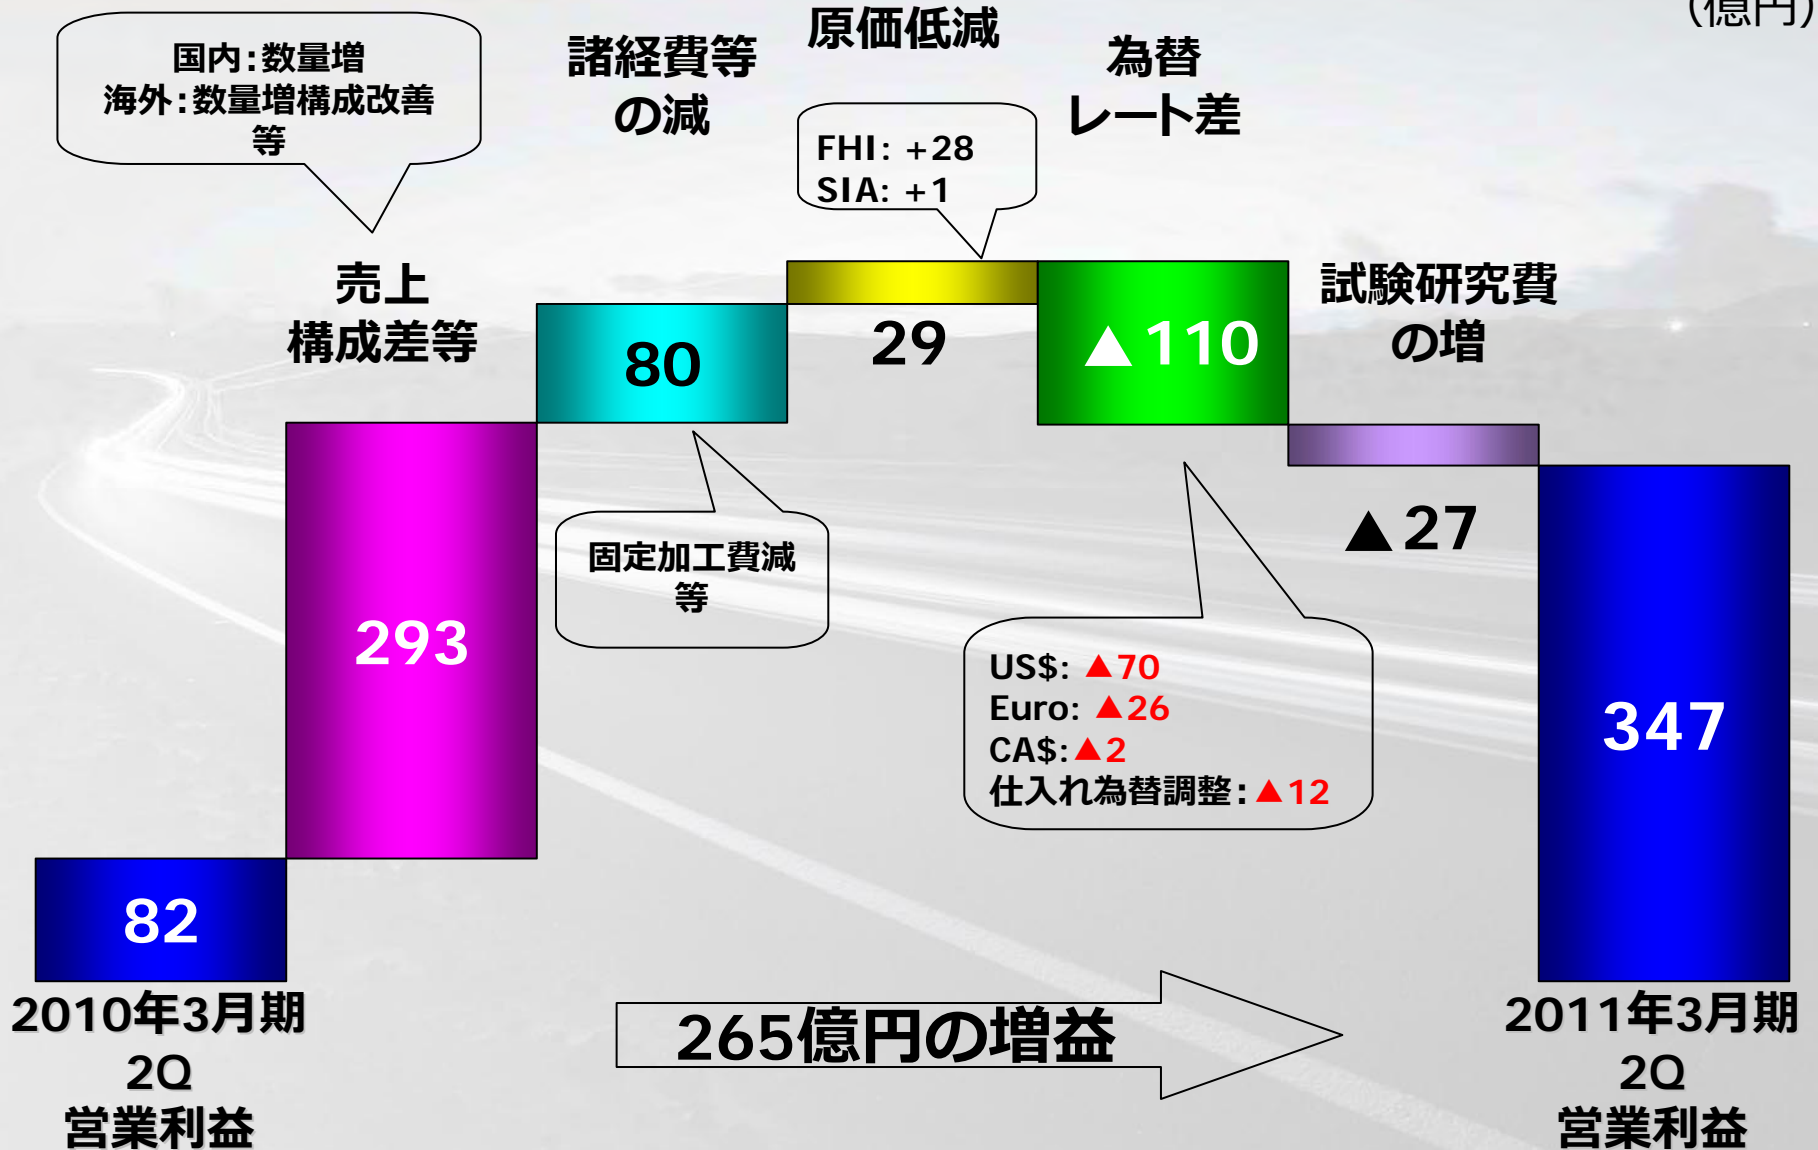 (億円)
国内:数量増
海外:数量増構成改善
等
売上
構成差等
諸経費等
の減
原価低減
FHI: +28
SIA: +1
為替
レート差
試験研究費
の増
80
29
▲110
▲27
293
固定加工費減
等
US$: ▲70
Euro: ▲26
CA$:▲2
仕入れ為替調整:▲12
347
82
2010年3月期
2Q
営業利益
265億円の増益
2011年3月期
2Q
営業利益